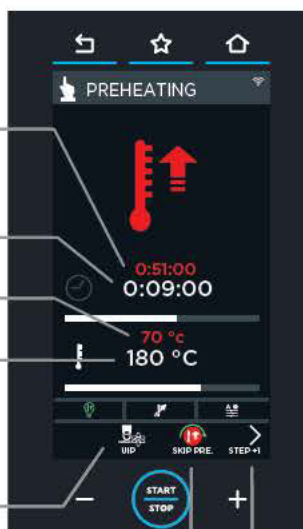 PREHEATING
0:51:00
0:09:00
70 °c
180 °C
UIP
SKIP PRE.
STEP +1
START
STOP